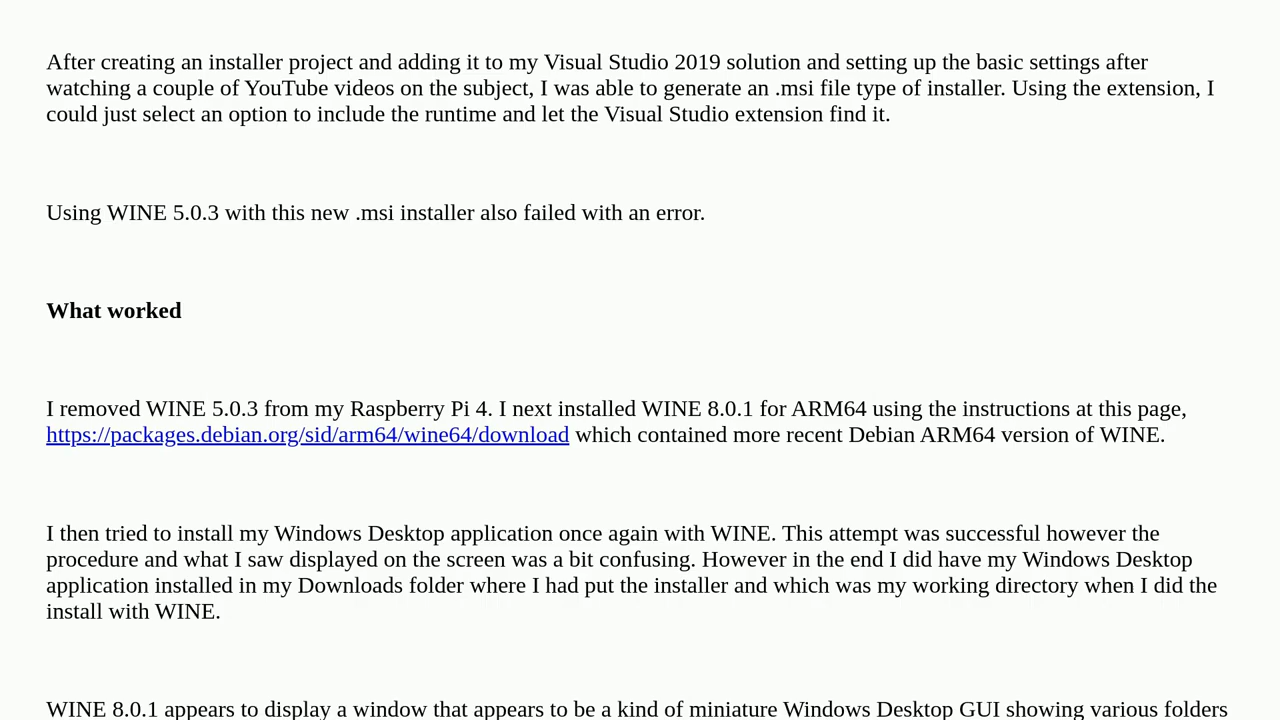 After creating an installer project and adding it to my Visual Studio 2019 solution and setting up the basic settings after
watching a couple of YouTube videos on the subject, I was able to generate an .msi file type of installer. Using the extension, I
could just select an option to include the runtime and let the Visual Studio extension find it.
Using WINE 5.0.3 with this new .msi installer also failed with an error.
What worked
I removed WINE 5.0.3 from my Raspberry Pi 4. I next installed WINE 8.0.1 for ARM64 using the instructions at this page,
https://packages.debian.org/sid/arm64/wine64/download which contained more recent Debian ARM64 version of WINE.
I then tried to install my Windows Desktop application once again with WINE. This attempt was successful however the
procedure and what I saw displayed on the screen was a bit confusing. However in the end I did have my Windows Desktop
application installed in my Downloads folder where I had put the installer and which was my working directory when I did the
install with WINE.
WINE 8.0.1 appears to display a window that appears to be a kind of miniature Windows Desktop GUI showing various folders